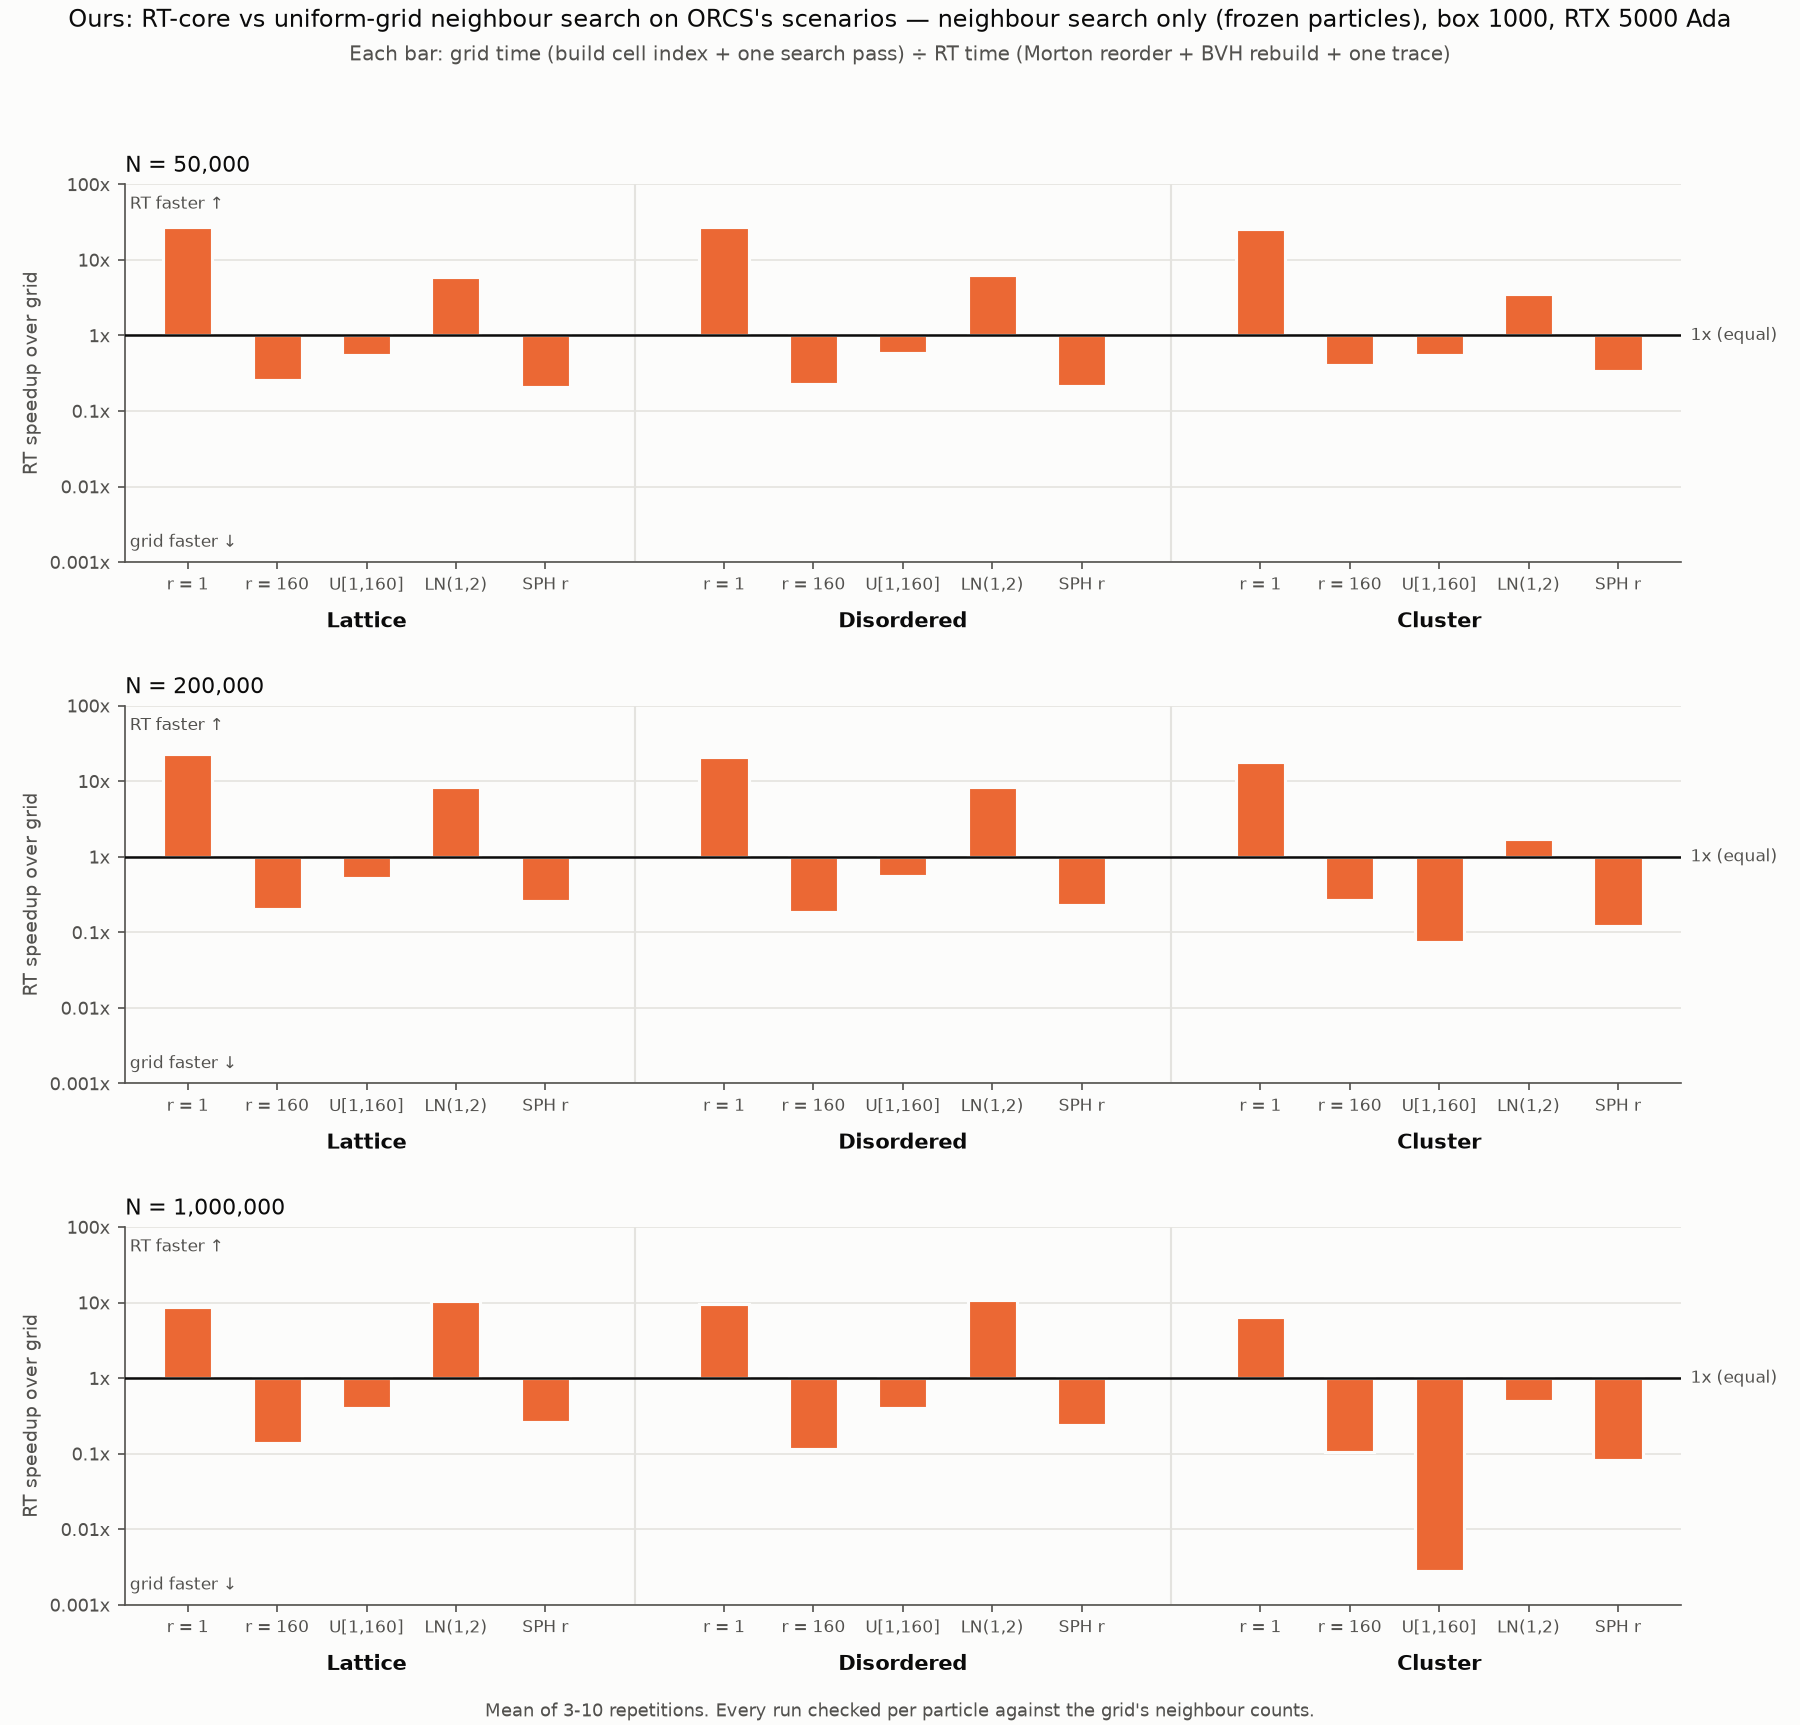 Ours: RT-core vs uniform-grid neighbour search on ORCS's scenarios — neighbour search only (frozen particles), box 1000, RTX 5000 Ada
Each bar: grid time (build cell index + one search pass) ÷ RT time (Morton reorder + BVH rebuild + one trace)
N = 50,000
RT speedup over grid
100x
10x
1x
0.1x
0.01x
0.001x
RT faster ↑
grid faster ↓
1x (equal)
r = 1 r = 160 U[1,160] LN(1,2) SPH r r = 1 r = 160 U[1,160] LN(1,2) SPH r r = 1 r = 160 U[1,160] LN(1,2) SPH r
Lattice Disordered Cluster
N = 200,000
RT speedup over grid
100x
10x
1x
0.1x
0.01x
0.001x
RT faster ↑
grid faster ↓
1x (equal)
r = 1 r = 160 U[1,160] LN(1,2) SPH r r = 1 r = 160 U[1,160] LN(1,2) SPH r r = 1 r = 160 U[1,160] LN(1,2) SPH r
Lattice Disordered Cluster
N = 1,000,000
RT speedup over grid
100x
10x
1x
0.1x
0.01x
0.001x
RT faster ↑
grid faster ↓
1x (equal)
r = 1 r = 160 U[1,160] LN(1,2) SPH r r = 1 r = 160 U[1,160] LN(1,2) SPH r r = 1 r = 160 U[1,160] LN(1,2) SPH r
Lattice Disordered Cluster
Mean of 3-10 repetitions. Every run checked per particle against the grid's neighbour counts.